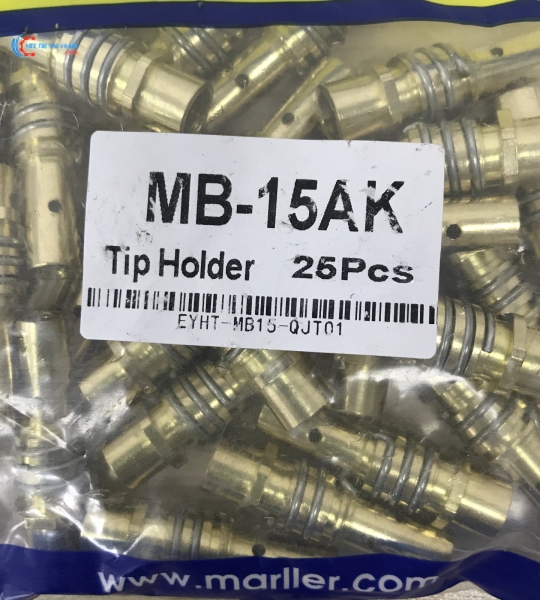 MB-15AK
Tip Holder 25Pcs
EYHT-MB15-QJT01
www.marller.com